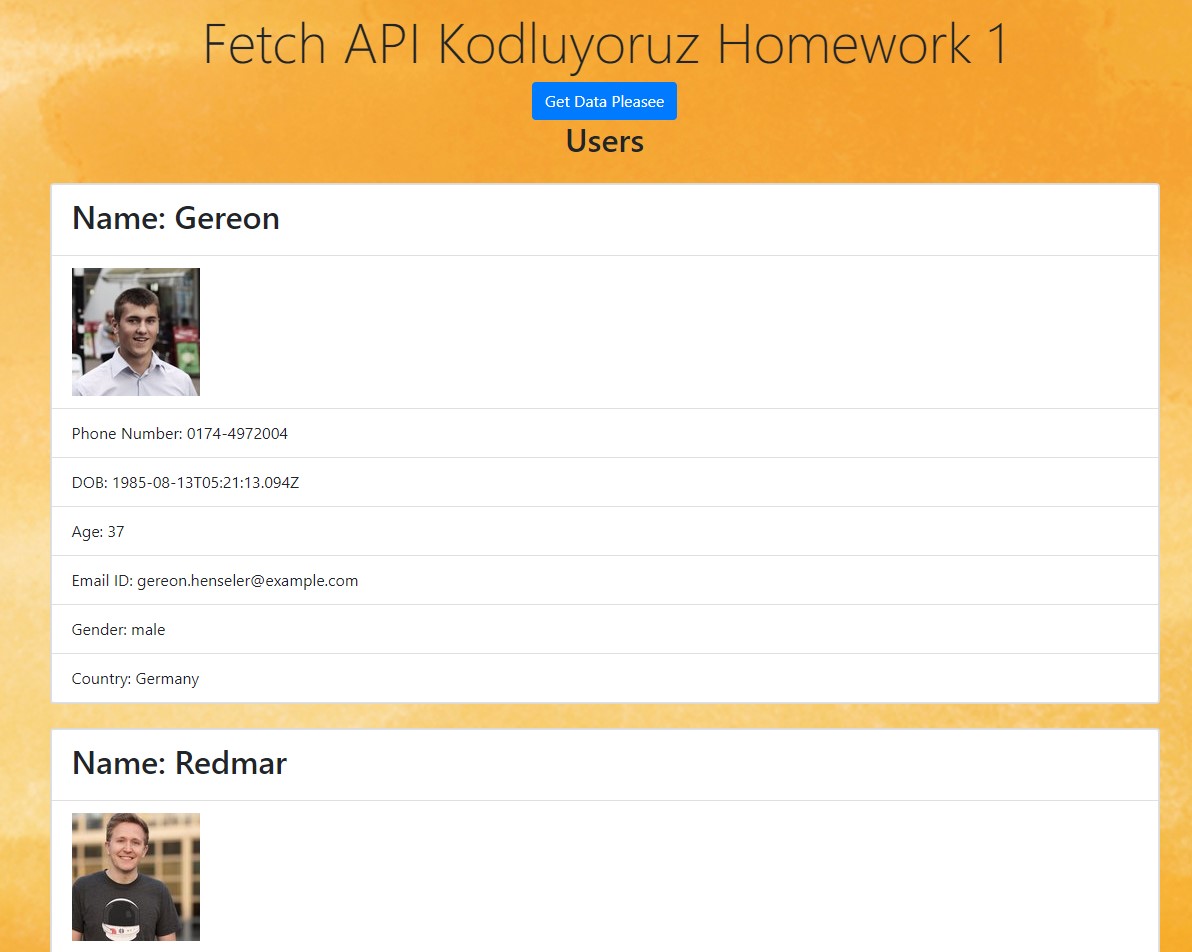 Fetch API Kodluyoruz Homework 1
Get Data Pleasee
Users
Name: Gereon
Phone Number: 0174-4972004
DOB: 1985-08-13T05:21:13.094Z
Age: 37
Email ID: gereon.henseler@example.com
Gender: male
Country: Germany
Name: Redmar